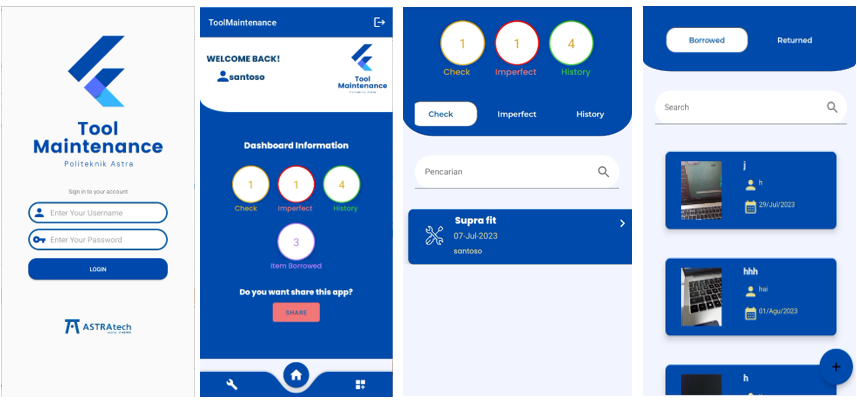 Tool
Maintenance
Politeknik Astra
Sign in to your account
Enter Your Username
Enter Your Password
LOGIN
ASTRAtech
ToolMaintenance
WELCOME BACK!
santoso
Tool
Maintenance
Dashboard Information
1
1
4
Check
Imperfect
History
3
Item Borrowed
Do you want share this app?
SHARE
1
1
4
Check
Imperfect
History
Check
Imperfect
History
Pencarian
Supra fit
07-Jul-2023
santoso
Borrowed
Returned
Search
j
h
29/Jul/2023
hhh
hai
01/Agu/2023
h
+